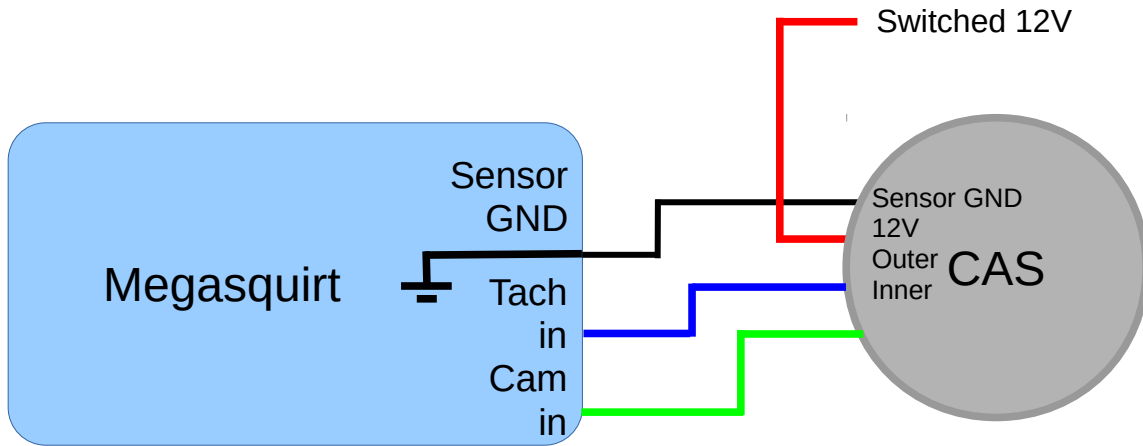 Switched 12V
Sensor
GND
Megasquirt
Tach
in
Cam
in
Sensor GND
12V
Outer
Inner
CAS